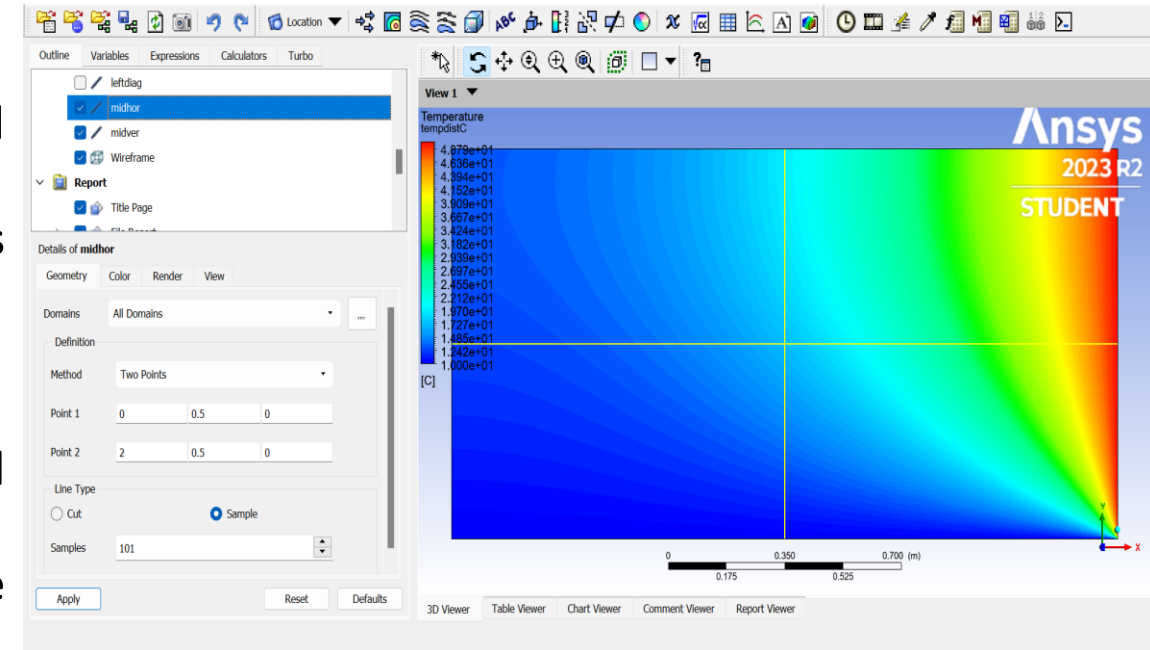 Location
Outline Variables Expressions Calculators Turbo
leftdiag
midhor
midver
Wireframe
Report
Title Page
Details of midhor
Geometry Color Render View
Domains All Domains ...
Definition
Method Two Points
Point 1 0 0.5 0
Point 2 2 0.5 0
Line Type
Cut Sample
Samples 101
Apply Reset Defaults
View 1
Temperature
tempdistC
4.879e+01
4.636e+01
4.394e+01
4.152e+01
3.909e+01
3.667e+01
3.424e+01
3.182e+01
2.939e+01
2.697e+01
2.455e+01
2.212e+01
1.970e+01
1.727e+01
1.485e+01
1.242e+01
1.000e+01
[C]
Ansys
2023 R2
STUDENT
Y
X
0 0.350 0.700 (m)
0.175 0.525
3D Viewer Table Viewer Chart Viewer Comment Viewer Report Viewer